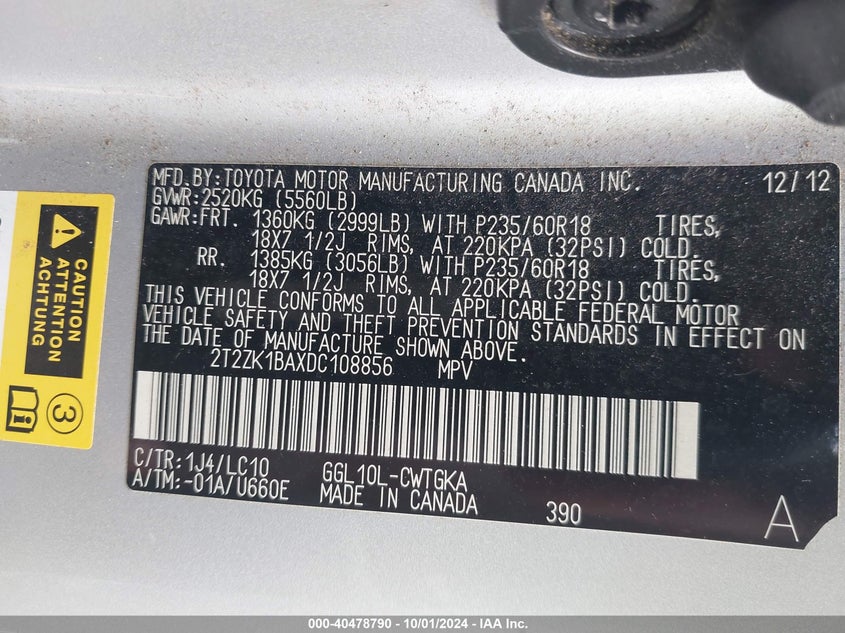 MFD.BY:TOYOTA MOTOR MANUFACTURING CANADA INC. 12/12
GVWR:2520KG (5560LB)
GAWR:FRT. 1360KG (2999LB) WITH P235/60R18 TIRES,
18X7 1/2J RIMS, AT 220KPA (32PSI) COLD.
RR. 1385KG (3056LB) WITH P235/60R18 TIRES,
18X7 1/2J RIMS, AT 220KPA (32PSI) COLD.
THIS VEHICLE CONFORMS TO ALL APPLICABLE FEDERAL MOTOR
VEHICLE SAFETY AND THEFT PREVENTION STANDARDS IN EFFECT ON
THE DATE OF MANUFACTURE SHOWN ABOVE.
2T2ZK1BAXDC108856 MPV
C/TR:1J4/LC10 GGL10L-CWTGKA
A/TM:-01A/U660E MADE IN CANADA 390 A
CAUTION
ATTENTION
ACHTUNG
3
000-40478790 - 10/01/2024 - IAA Inc.